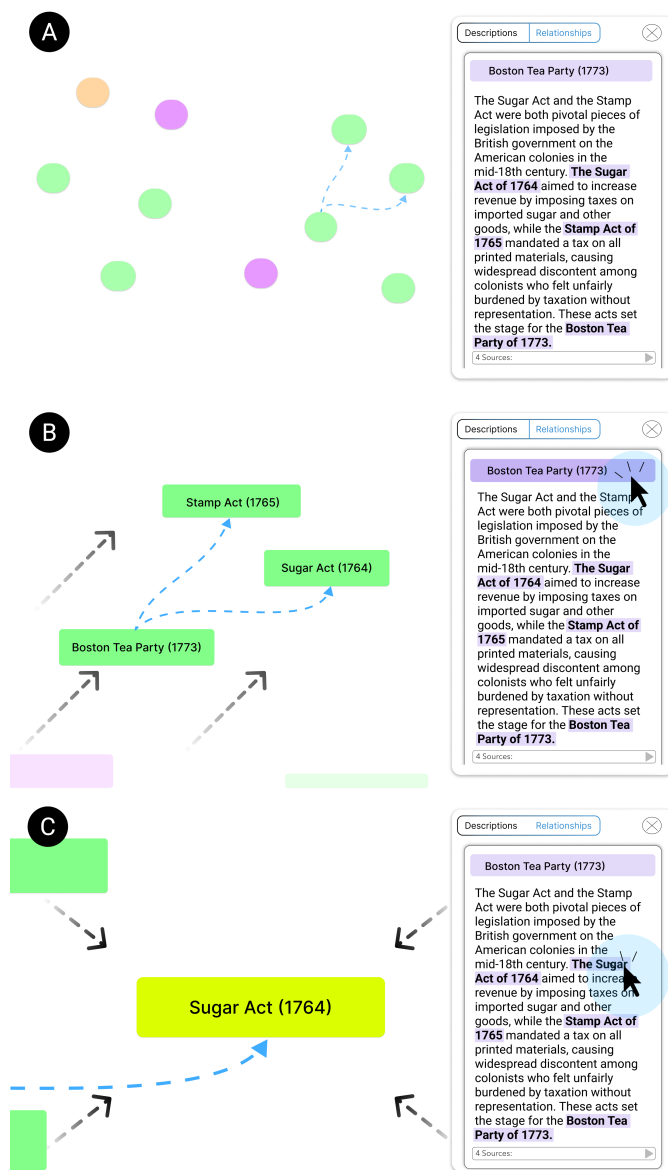 A
Descriptions Relationships
Boston Tea Party (1773)
The Sugar Act and the Stamp
Act were both pivotal pieces of
legislation imposed by the
British government on the
American colonies in the
mid-18th century. The Sugar
Act of 1764 aimed to increase
revenue by imposing taxes on
imported sugar and other
goods, while the Stamp Act of
1765 mandated a tax on all
printed materials, causing
widespread discontent among
colonists who felt unfairly
burdened by taxation without
representation. These acts set
the stage for the Boston Tea
Party of 1773.
4 Sources:
B
Stamp Act (1765)
Sugar Act (1764)
Boston Tea Party (1773)
Descriptions Relationships
Boston Tea Party (1773)
The Sugar Act and the Stamp
Act were both pivotal pieces of
legislation imposed by the
British government on the
American colonies in the
mid-18th century. The Sugar
Act of 1764 aimed to increase
revenue by imposing taxes on
imported sugar and other
goods, while the Stamp Act of
1765 mandated a tax on all
printed materials, causing
widespread discontent among
colonists who felt unfairly
burdened by taxation without
representation. These acts set
the stage for the Boston Tea
Party of 1773.
4 Sources:
C
Sugar Act (1764)
Descriptions Relationships
Boston Tea Party (1773)
The Sugar Act and the Stamp
Act were both pivotal pieces of
legislation imposed by the
British government on the
American colonies in the
mid-18th century. The Sugar
Act of 1764 aimed to increase
revenue by imposing taxes on
imported sugar and other
goods, while the Stamp Act of
1765 mandated a tax on all
printed materials, causing
widespread discontent among
colonists who felt unfairly
burdened by taxation without
representation. These acts set
the stage for the Boston Tea
Party of 1773.
4 Sources: